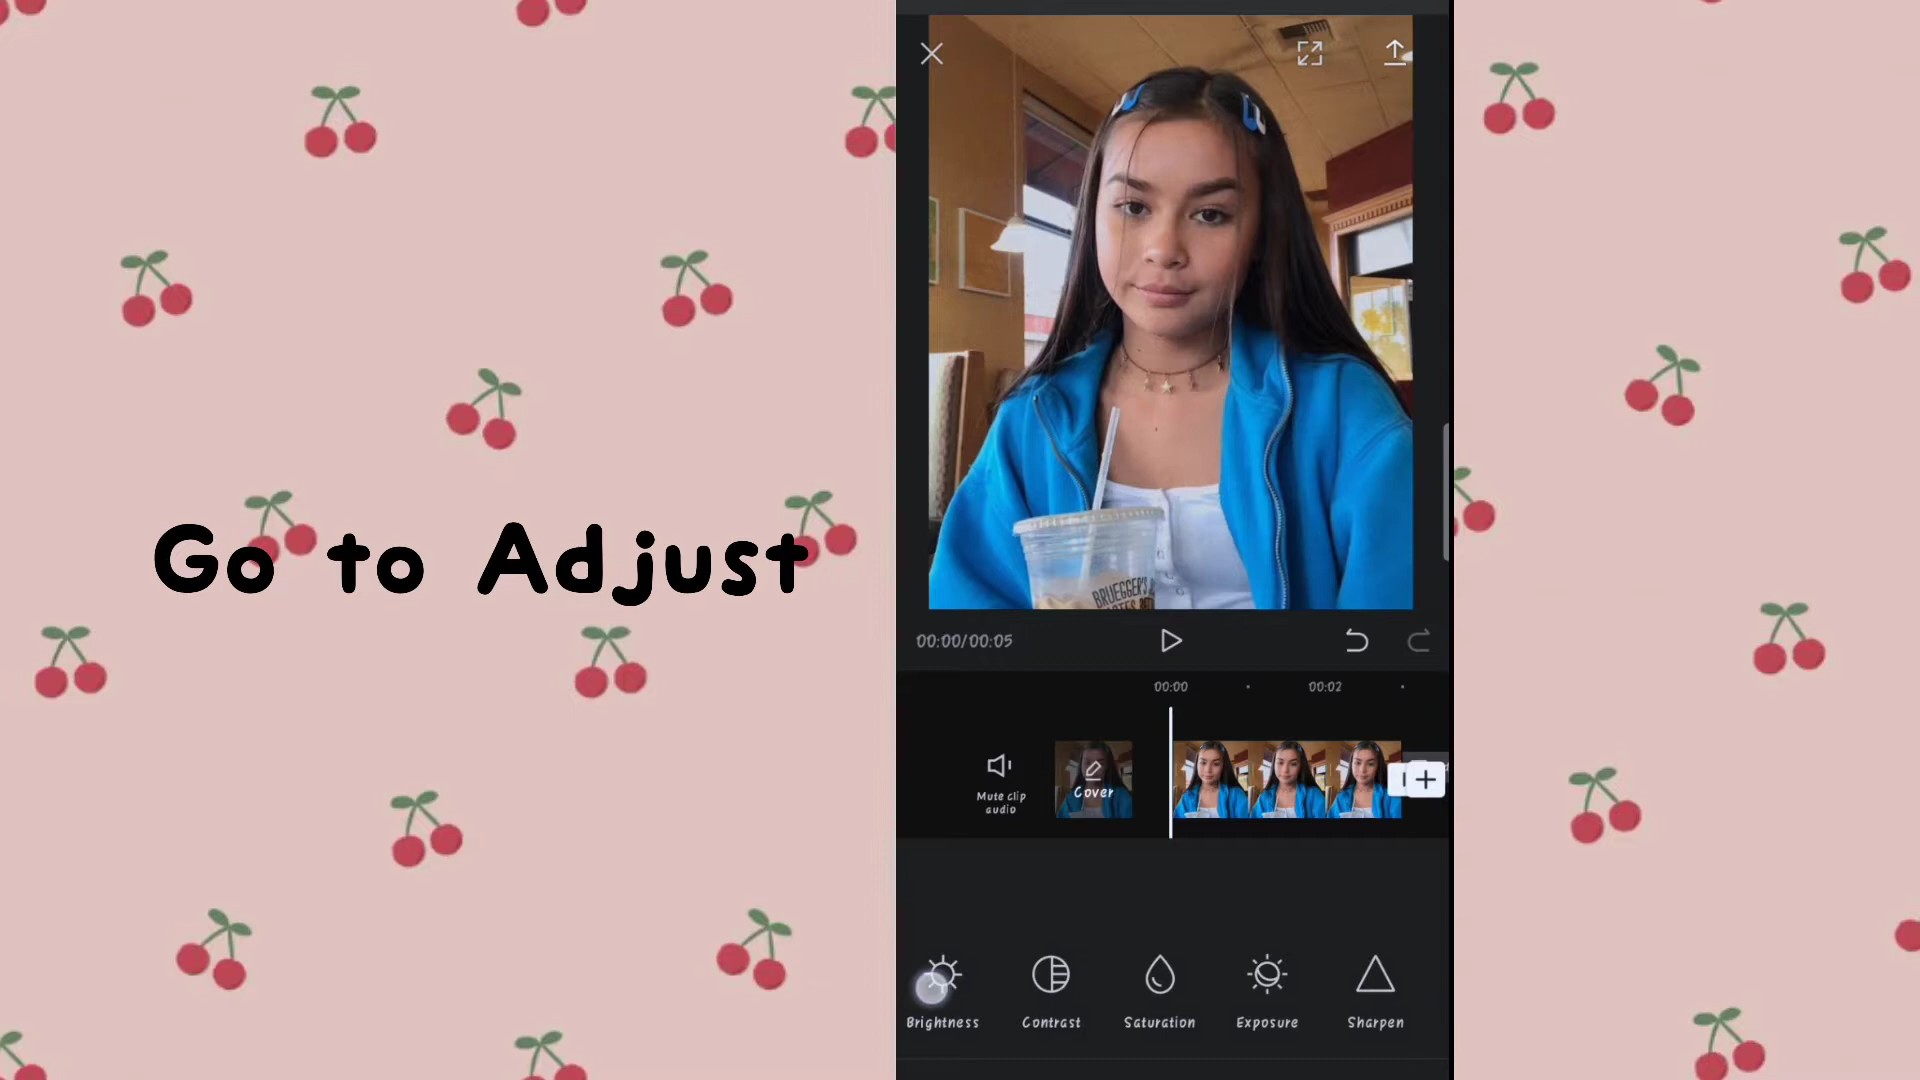 Go to Adjust
BRUEGGER'S
00:00/00:05
00:00
00:02
Mute clip
audio
Cover
Brightness
Contrast
Saturation
Exposure
Sharpen